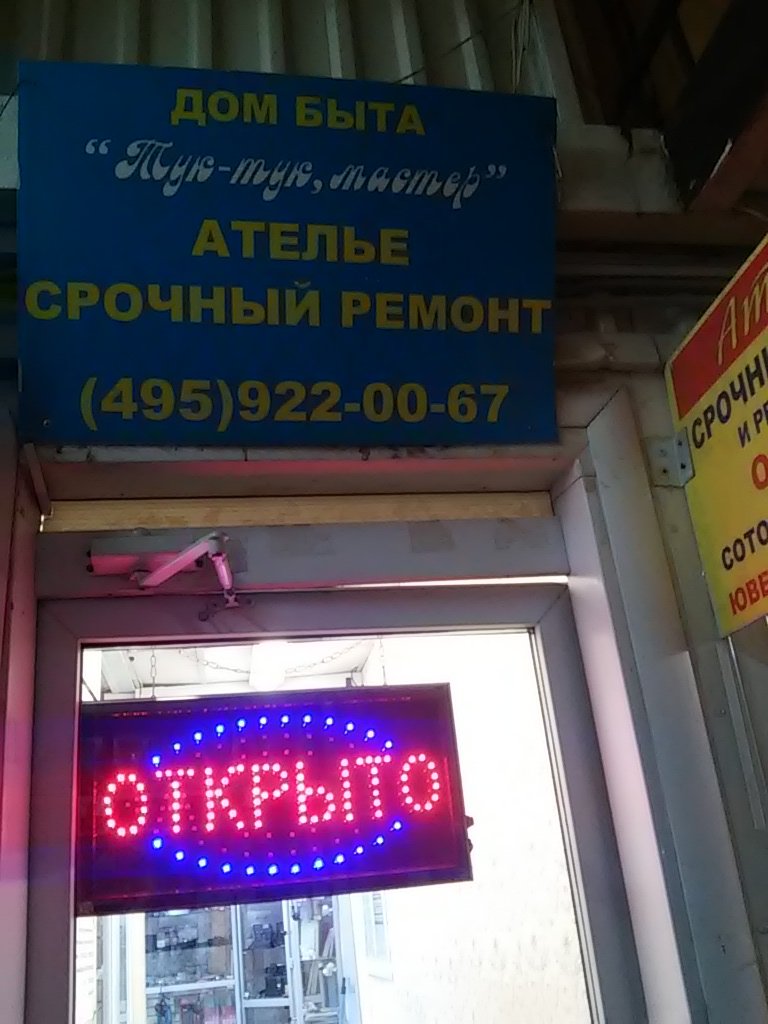 ДОМ БЫТА
“Тук-тук, мастер”
АТЕЛЬЕ
СРОЧНЫЙ РЕМОНТ
(495)922-00-67
ОТКРЫТО
И